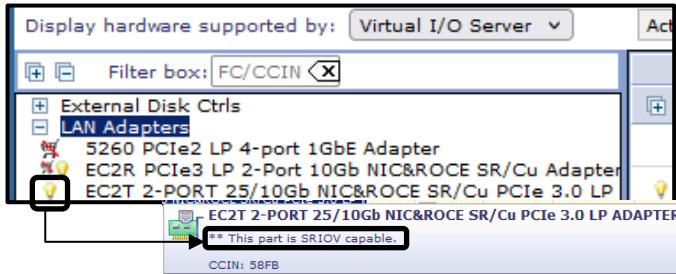 Display hardware supported by: Virtual I/O Server Act
Filter box: FC/CCIN
External Disk Ctrls
LAN Adapters
5260 PCIe2 LP 4-port 1GbE Adapter
EC2R PCIe3 LP 2-Port 10Gb NIC&ROCE SR/Cu Adapter
EC2T 2-PORT 25/10Gb NIC&ROCE SR/Cu PCIe 3.0 LP
EC2T 2-PORT 25/10Gb NIC&ROCE SR/Cu PCIe 3.0 LP ADAPTER
** This part is SRIOV capable.
CCIN: 58FB